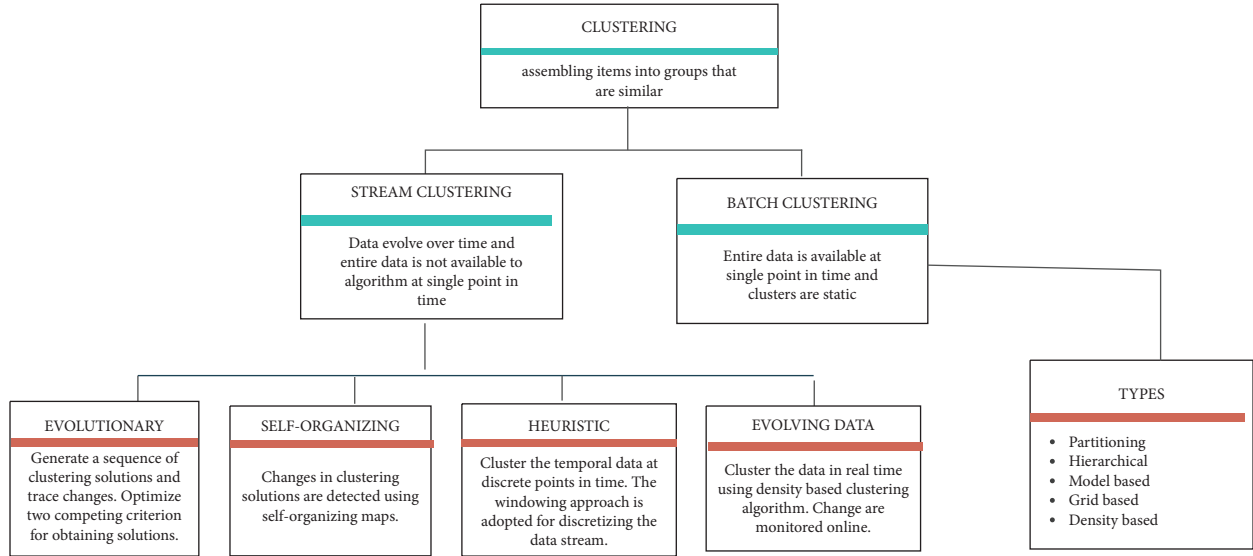 CLUSTERING
assembling items into groups that
are similar
STREAM CLUSTERING
Data evolve over time and
entire data is not available to
algorithm at single point in
time
BATCH CLUSTERING
Entire data is available at
single point in time and
clusters are static
EVOLUTIONARY
Generate a sequence of
clustering solutions and
trace changes. Optimize
two competing criterion
for obtaining solutions.
SELF-ORGANIZING
Changes in clustering
solutions are detected using
self-organizing maps.
HEURISTIC
Cluster the temporal data at
discrete points in time. The
windowing approach is
adopted for discretizing the
data stream.
EVOLVING DATA
Cluster the data in real time
using density based clustering
algorithm. Change are
monitored online.
TYPES
• Partitioning
• Hierarchical
• Model based
• Grid based
• Density based